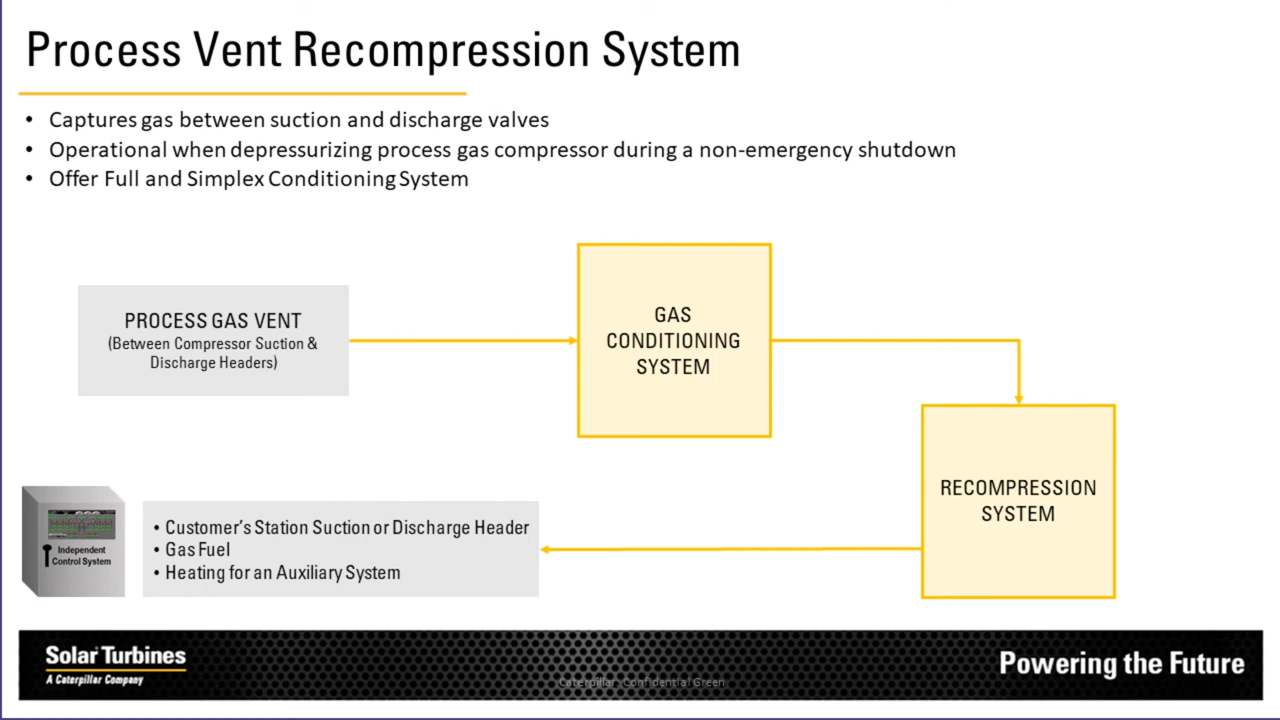 Process Vent Recompression System
• Captures gas between suction and discharge valves
• Operational when depressurizing process gas compressor during a non-emergency shutdown
• Offer Full and Simplex Conditioning System
PROCESS GAS VENT
(Between Compressor Suction &
Discharge Headers)
GAS
CONDITIONING
SYSTEM
RECOMPRESSION
SYSTEM
Independent
Control System
• Customer's Station Suction or Discharge Header
• Gas Fuel
• Heating for an Auxiliary System
Solar Turbines
A Caterpillar Company
Caterpillar: Confidential Green
Powering the Future